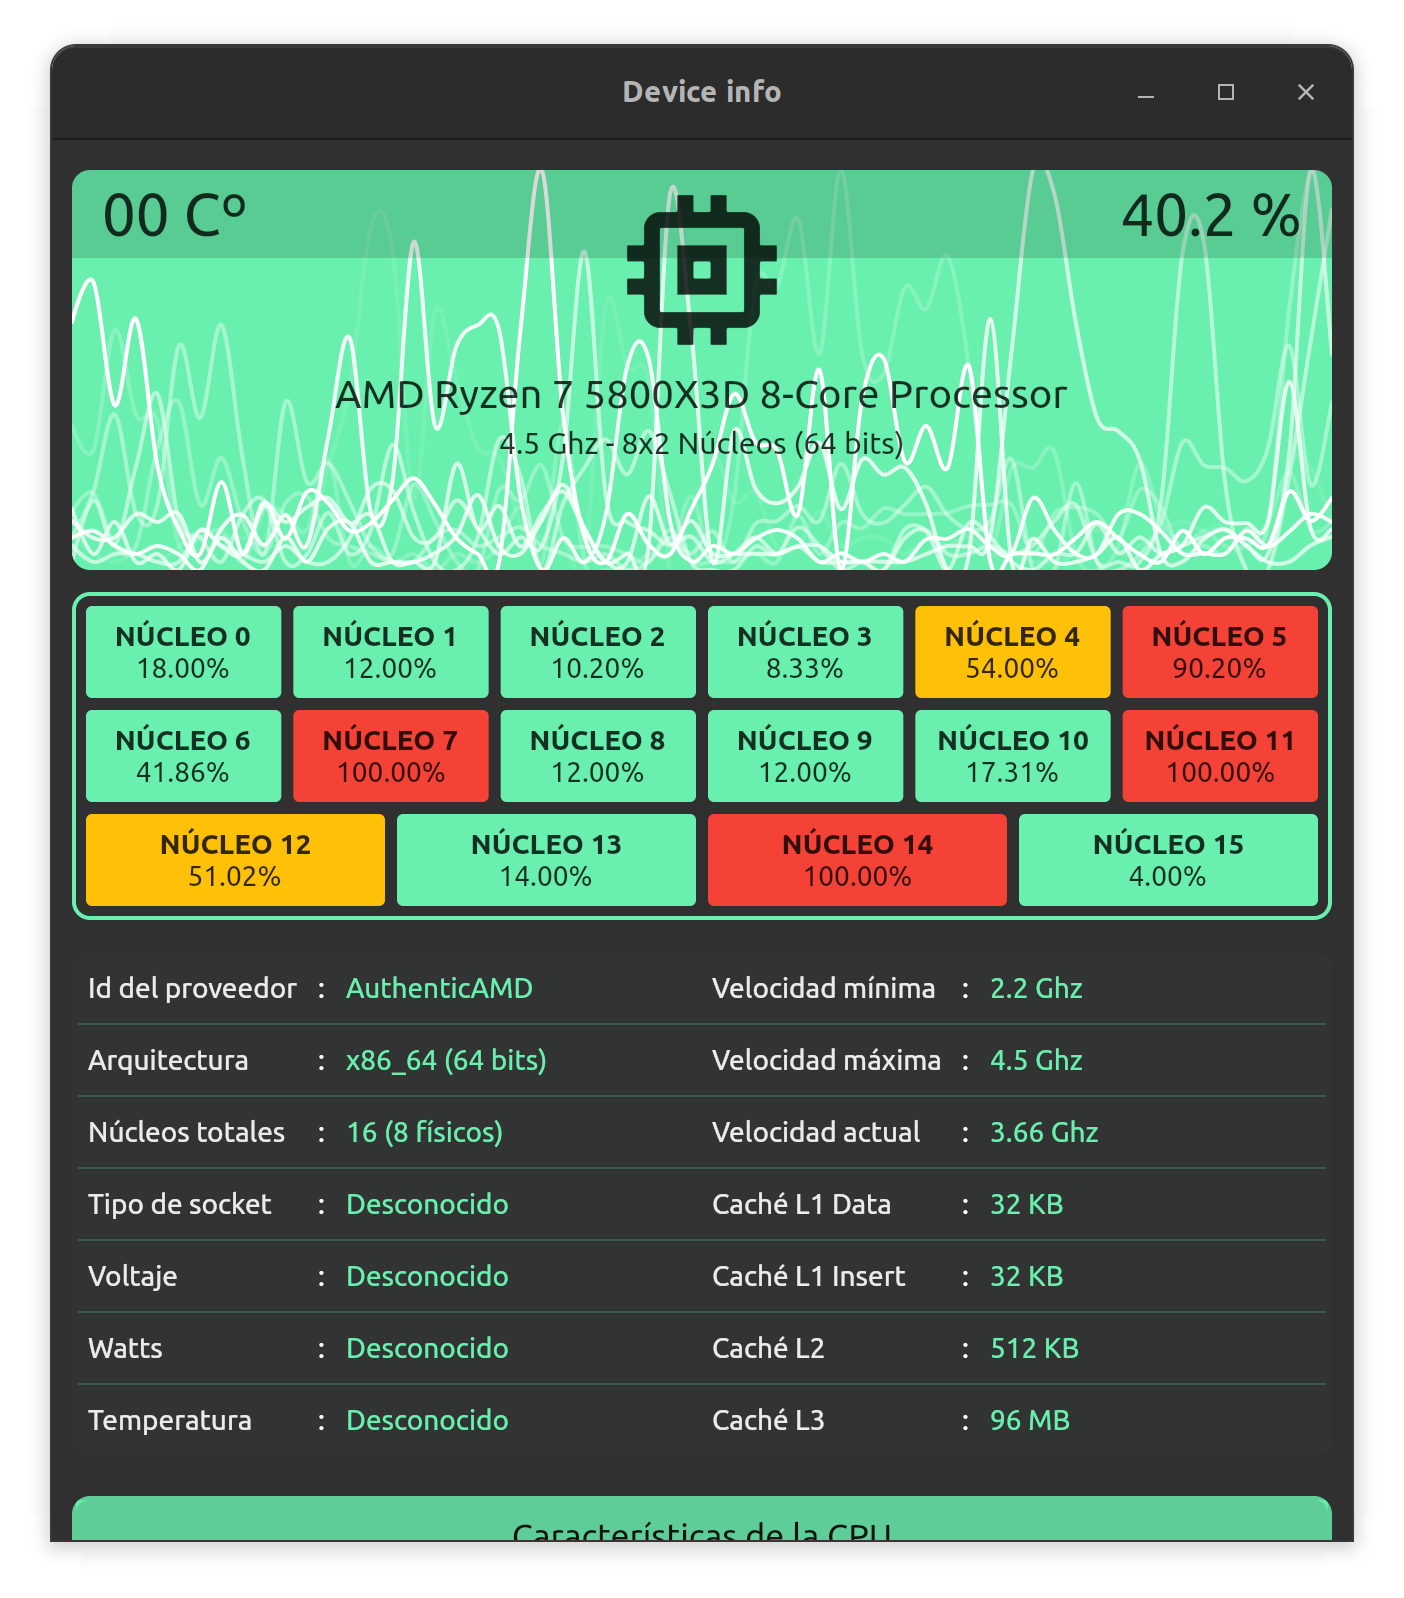 Device info
00 Cº
40.2 %
AMD Ryzen 7 5800X3D 8-Core Processor
4.5 Ghz - 8x2 Núcleos (64 bits)
NÚCLEO 0 NÚCLEO 1 NÚCLEO 2 NÚCLEO 3 NÚCLEO 4 NÚCLEO 5
18.00% 12.00% 10.20% 8.33% 54.00% 90.20%
NÚCLEO 6 NÚCLEO 7 NÚCLEO 8 NÚCLEO 9 NÚCLEO 10 NÚCLEO 11
41.86% 100.00% 12.00% 12.00% 17.31% 100.00%
NÚCLEO 12 NÚCLEO 13 NÚCLEO 14 NÚCLEO 15
51.02% 14.00% 100.00% 4.00%
Id del proveedor : AuthenticAMD Velocidad mínima : 2.2 Ghz
Arquitectura : x86_64 (64 bits) Velocidad máxima : 4.5 Ghz
Núcleos totales : 16 (8 físicos) Velocidad actual : 3.66 Ghz
Tipo de socket : Desconocido Caché L1 Data : 32 KB
Voltaje : Desconocido Caché L1 Insert : 32 KB
Watts : Desconocido Caché L2 : 512 KB
Temperatura : Desconocido Caché L3 : 96 MB
Características de la CPU